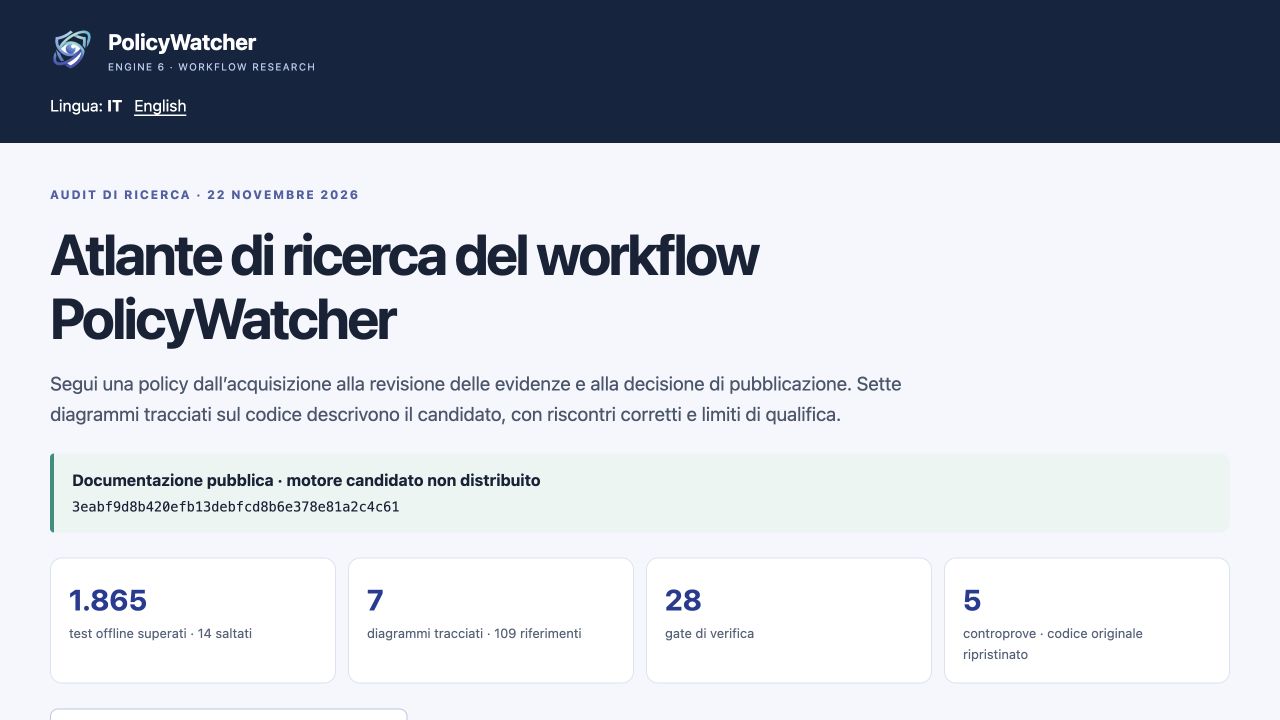 PolicyWatcher
ENGINE 6 · WORKFLOW RESEARCH
Lingua: IT English
AUDIT DI RICERCA · 22 NOVEMBRE 2026
Atlante di ricerca del workflow
PolicyWatcher
Segui una policy dall’acquisizione alla revisione delle evidenze e alla decisione di pubblicazione. Sette
diagrammi tracciati sul codice descrivono il candidato, con riscontri corretti e limiti di qualifica.
Documentazione pubblica · motore candidato non distribuito
3eabf9d8b420efb13debfcd8b6e378e81a2c4c61
1.865
test offline superati · 14 saltati
7
diagrammi tracciati · 109 riferimenti
28
gate di verifica
5
controprove · codice originale
ripristinato